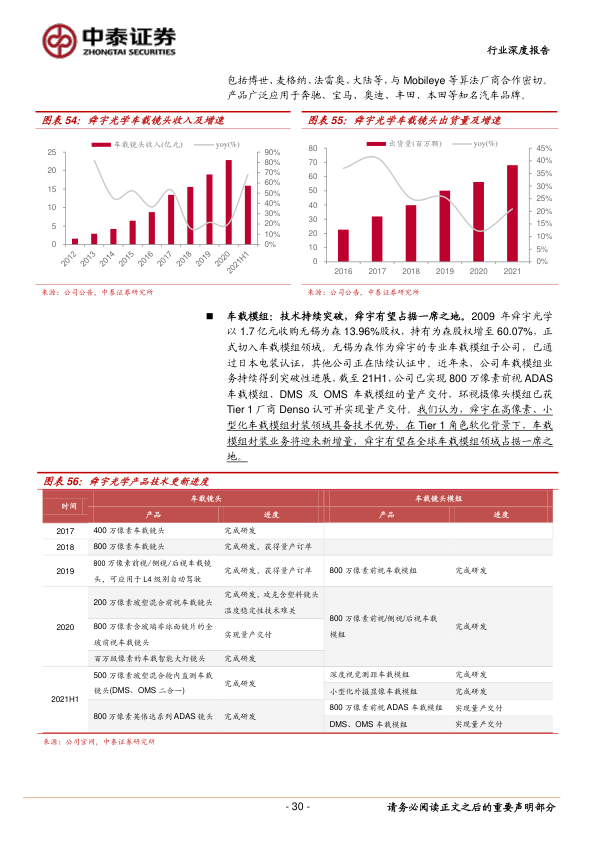 中泰证券
ZHONGTAI SECURITIES
行业深度报告
包括博世、麦格纳、法雷奥、大陆等，与 Mobileye 等算法厂商合作密切。
产品广泛应用于奔驰、宝马、奥迪、丰田、本田等知名汽车品牌。
图表 54：舜宇光学车载镜头收入及增速
车载镜头收入(亿元) yoy(%)
25
20
15
10
5
0
90%
80%
70%
60%
50%
40%
30%
20%
10%
0%
2012 2013 2014 2015 2016 2017 2018 2019 2020 2021H1
来源：公司公告，中泰证券研究所
图表 55：舜宇光学车载镜头出货量及增速
出货量(百万颗) yoy(%)
80
70
60
50
40
30
20
10
0
45%
40%
35%
30%
25%
20%
15%
10%
5%
0%
2016 2017 2018 2019 2020 2021
来源：公司公告，中泰证券研究所
■ 车载模组：技术持续突破，舜宇有望占据一席之地。2009 年舜宇光学
以 1.7 亿元收购无锡为森 13.96%股权，持有为森股权增至 60.07%，正
式切入车载模组领域。无锡为森作为舜宇的专业车载模组子公司，已通
过日本电装认证，其他公司正在陆续认证中。近年来，公司车载模组业
务持续得到突破性进展，截至 21H1，公司已实现 800 万像素前视 ADAS
车载模组、DMS 及 OMS 车载模组的量产交付，环视摄像头模组已获
Tier 1 厂商 Denso 认可并实现量产交付。我们认为，舜宇在高像素、小
型化车载模组封装领域具备技术优势，在 Tier 1 角色软化背景下，车载
模组封装业务将迎来新增量，舜宇有望在全球车载模组领域占据一席之
地。
图表 56：舜宇光学产品技术更新进度
时间 车载镜头 车载镜头模组
产品 进度 产品 进度
2017 400 万像素车载镜头 完成研发
2018 800 万像素车载镜头 完成研发，获得量产订单
2019 800 万像素前视/侧视/后视车载镜
头，可应用于 L4 级别自动驾驶 完成研发，获得量产订单 800 万像素前视车载模组 完成研发
2020 200 万像素玻塑混合前视车载镜头 完成研发，攻克含塑料镜头
温度稳定性技术难关
800 万像素含玻璃非球面镜片的全
玻前视车载镜头 实现量产交付
800 万像素前视/侧视/后视车载
模组 完成研发
百万级像素的车载智能大灯镜头 完成研发
2021H1 500 万像素玻塑混合舱内监测车载
镜头(DMS、OMS 二合一) 完成研发
深度视觉测距车载模组 完成研发
小型化外摄显像车载模组 完成研发
800 万像素英伟达系列 ADAS 镜头 完成研发
800 万像素前视 ADAS 车载模组 实现量产交付
DMS、OMS 车载模组 实现量产交付
来源：公司官网，中泰证券研究所
- 30 -
请务必阅读正文之后的重要声明部分